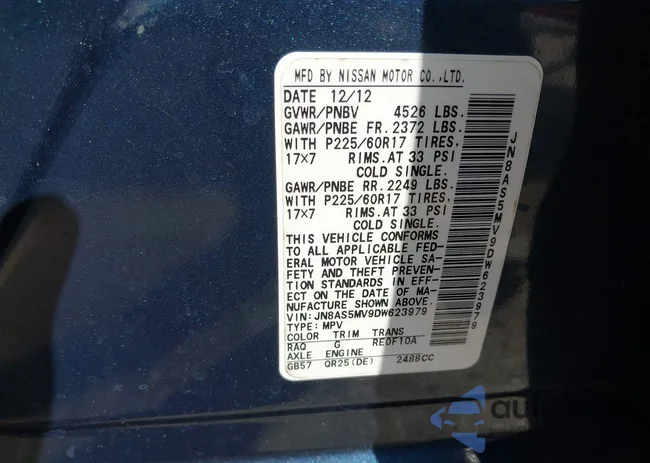 MFD BY NISSAN MOTOR CO.,LTD.
DATE 12/12
GVWR/PNBV 4526 LBS.
GAWR/PNBE FR. 2372 LBS.
WITH P225/60R17 TIRES,
17×7 RIMS. AT 33 PSI
COLD SINGLE.
GAWR/PNBE RR. 2249 LBS.
WITH P225/60R17 TIRES,
17×7 RIMS. AT 33 PSI
COLD SINGLE.
THIS VEHICLE CONFORMS
TO ALL APPLICABLE FED-
ERAL MOTOR VEHICLE SA-
FETY AND THEFT PREVEN-
TION STANDARDS IN EFF-
ECT ON THE DATE OF MA-
NUFACTURE SHOWN ABOVE.
VIN: JN8AS5MV9DW623979
TYPE: MPV
COLOR TRIM TRANS
RAQ G RE0F10A
AXLE ENGINE
GB57 QR25(DE) 2488CC
JN8AS5MV9DW623979